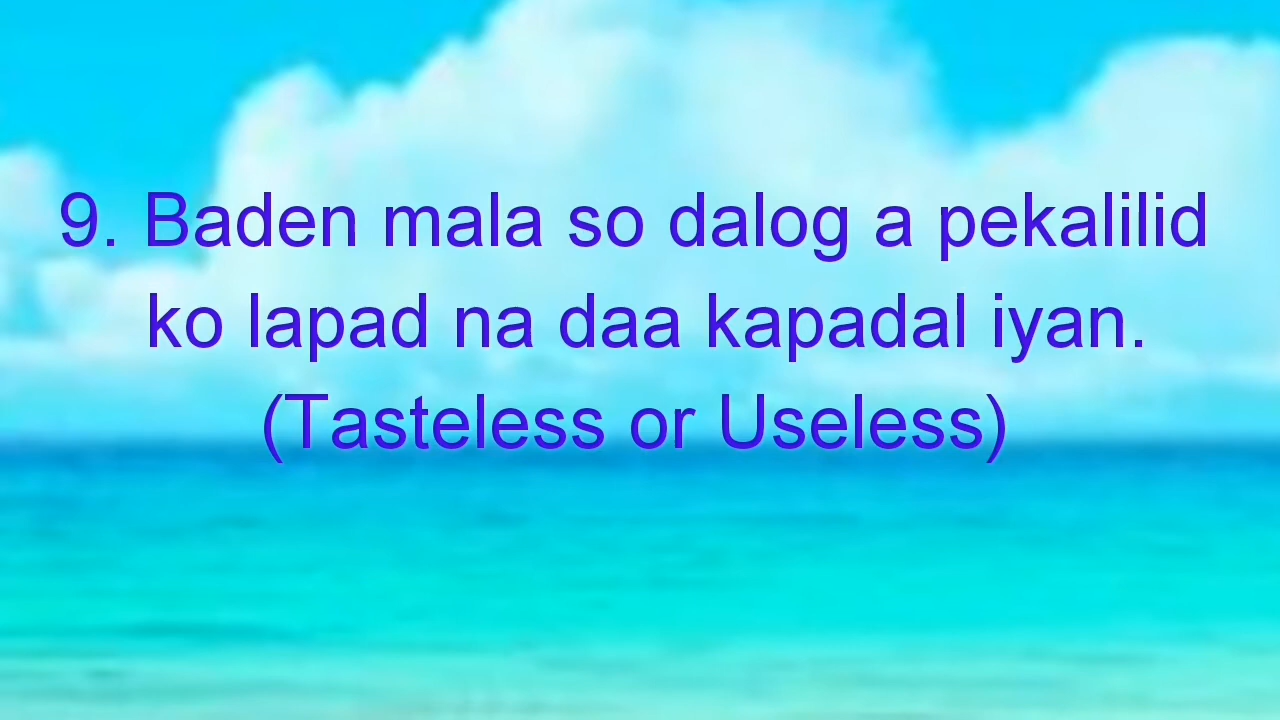 9. Baden mala so dalog a pekalilid
ko lapad na daa kapadal iyan.
(Tasteless or Useless)